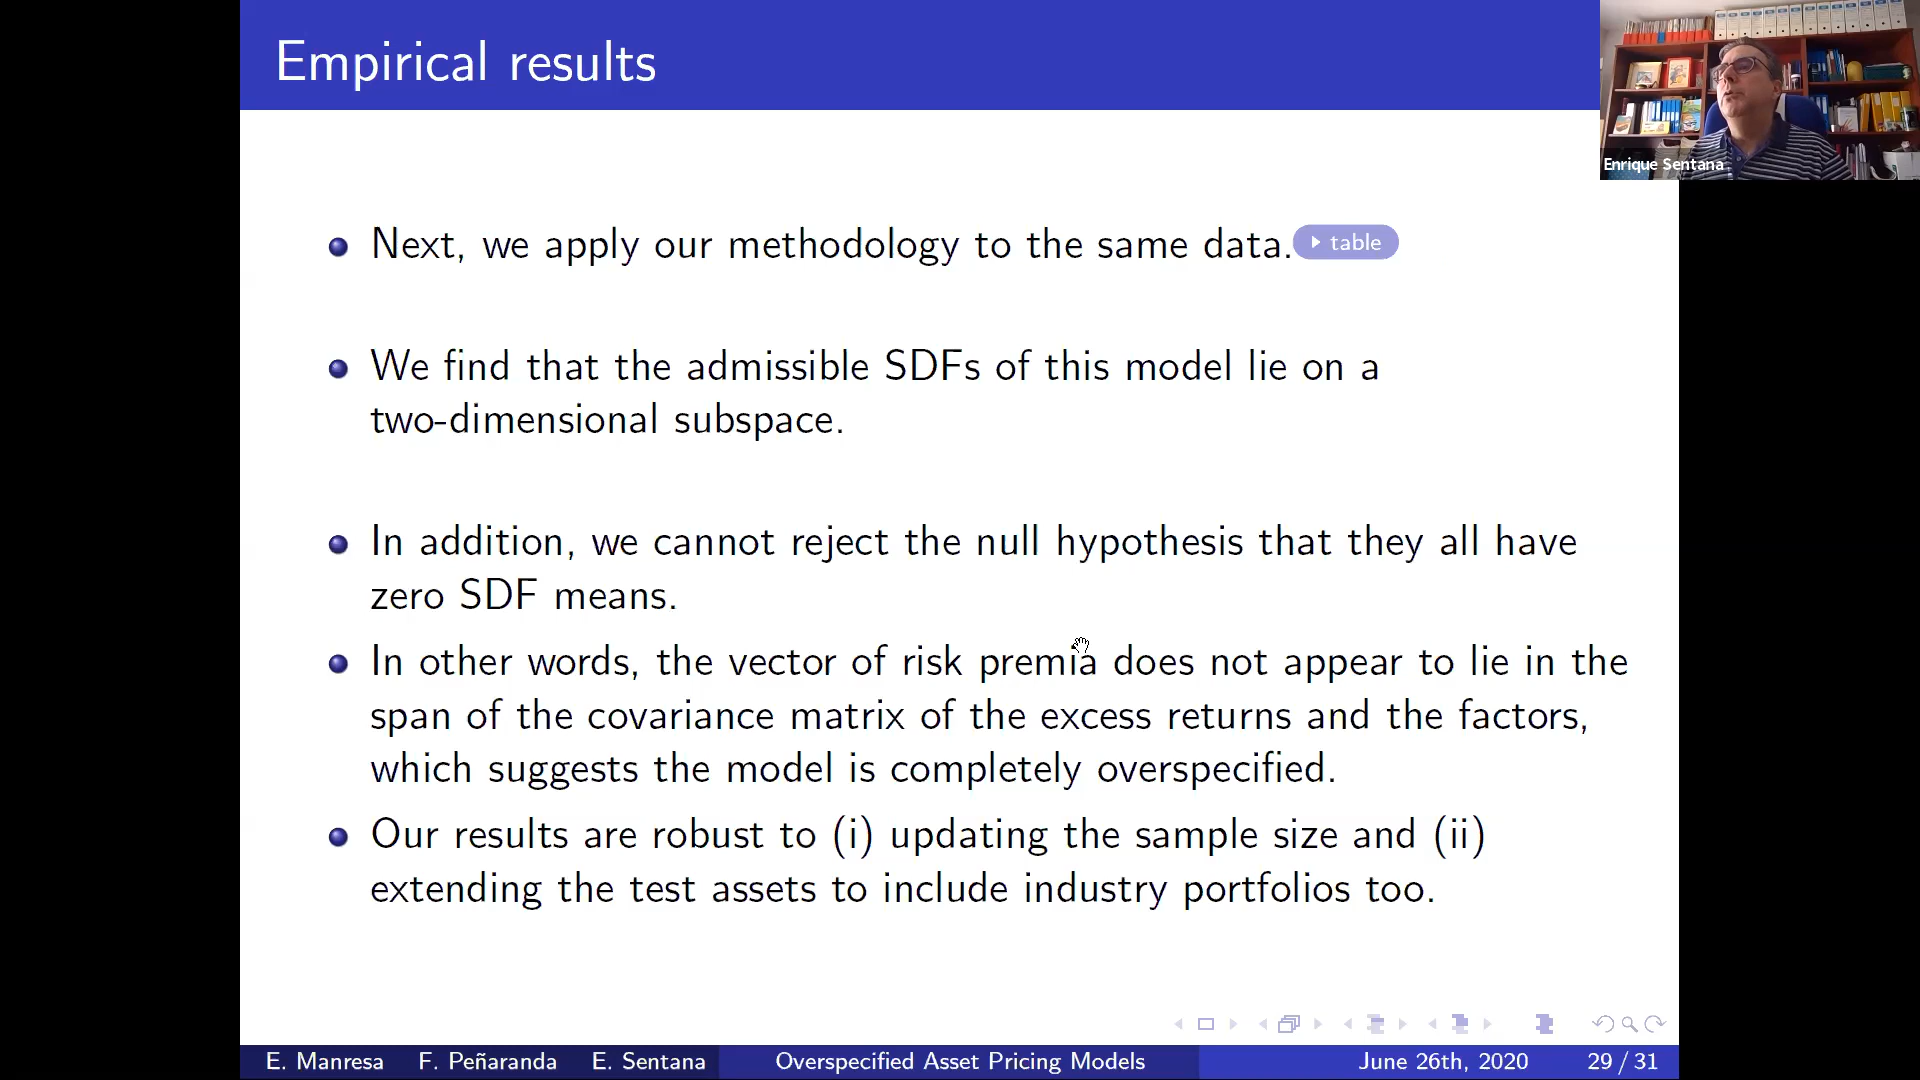 Empirical results
Enrique Sentana
Next, we apply our methodology to the same data. table
We find that the admissible SDFs of this model lie on a
two-dimensional subspace.
In addition, we cannot reject the null hypothesis that they all have
zero SDF means.
In other words, the vector of risk premia does not appear to lie in the
span of the covariance matrix of the excess returns and the factors,
which suggests the model is completely overspecified.
Our results are robust to (i) updating the sample size and (ii)
extending the test assets to include industry portfolios too.
E. Manresa F. Peñaranda E. Sentana Overspecified Asset Pricing Models June 26th, 2020 29 / 31